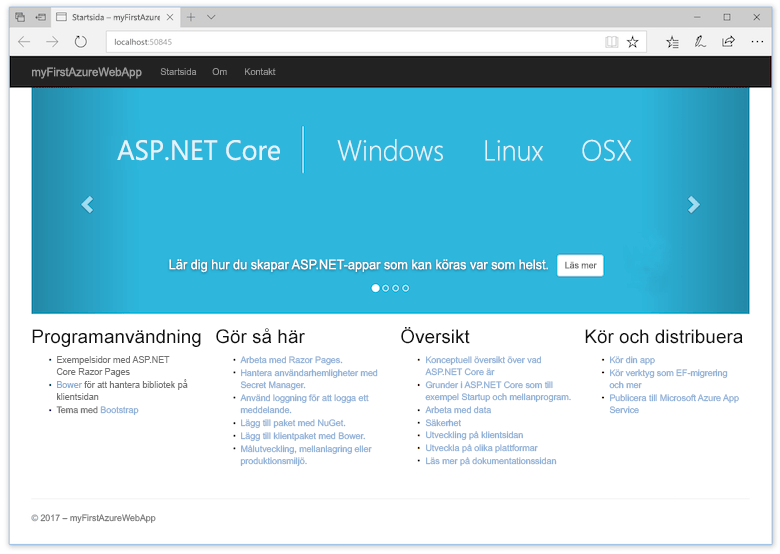 Startsida – myFirstAzure
localhost:50845
myFirstAzureWebApp Startsida Om Kontakt
ASP.NET Core Windows Linux OSX
Lär dig hur du skapar ASP.NET-appar som kan köras var som helst. Läs mer
Programanvändning
Exempelsidor med ASP.NET
Core Razor Pages
Bower för att hantera bibliotek på
klientsidan
Tema med Bootstrap
Gör så här
Arbeta med Razor Pages.
Hantera användarhemligheter med
Secret Manager.
Använd loggning för att logga ett
meddelande.
Lägg till paket med NuGet.
Lägg till klientpaket med Bower.
Målutveckling, mellanlagring eller
produktionsmiljö.
Översikt
Konceptuell översikt över vad
ASP.NET Core är
Grunder i ASP.NET Core som till
exempel Startup och mellanprogram.
Arbeta med data
Säkerhet
Utveckling på klientsidan
Utveckla på olika plattformar
Läs mer på dokumentationssidan
Kör och distribuera
Kör din app
Kör verktyg som EF-migrering
och mer
Publicera till Microsoft Azure App
Service
© 2017 – myFirstAzureWebApp